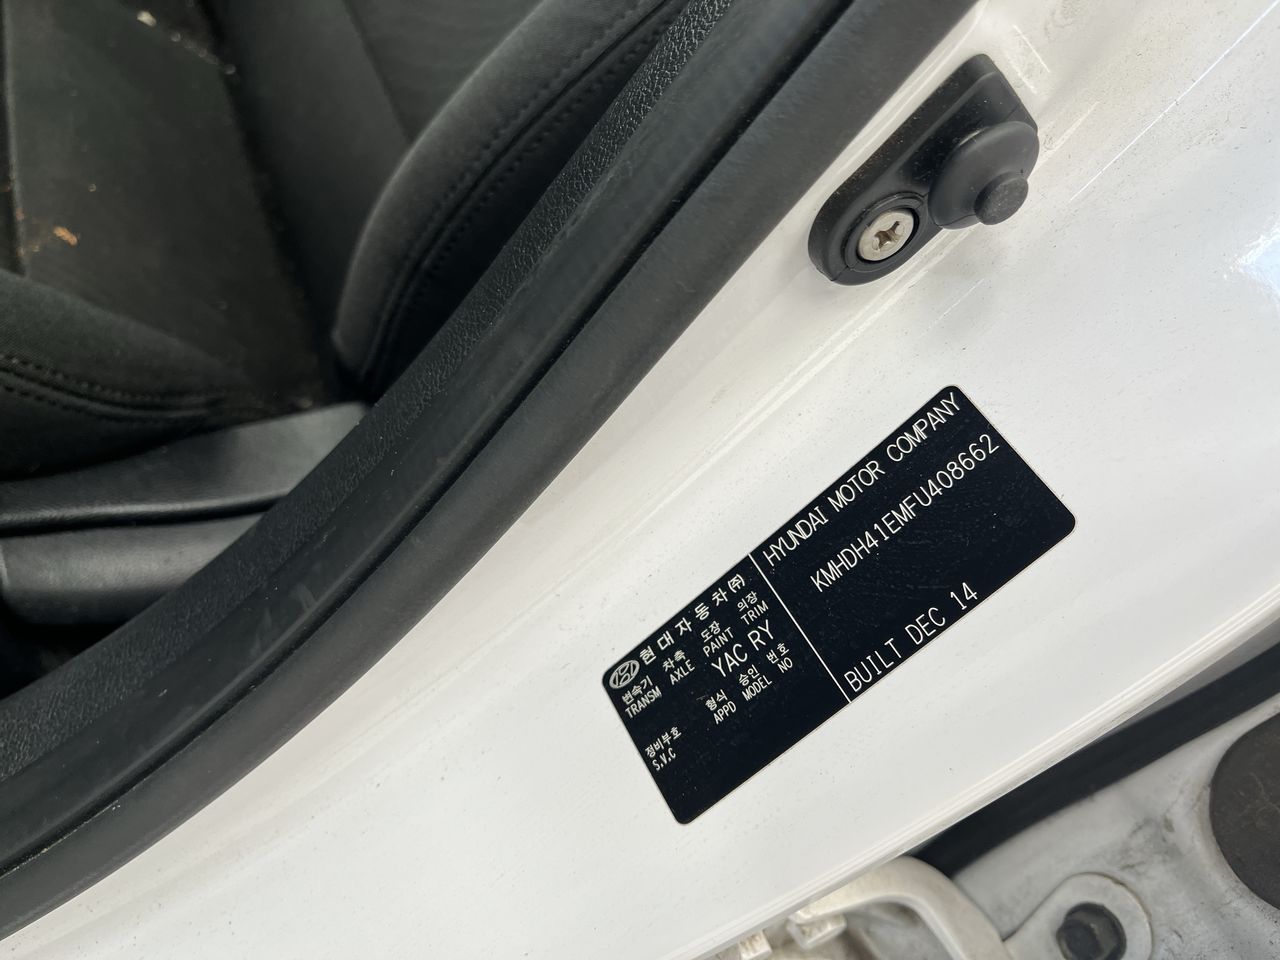 현대자동차㈜
변속기 차축 도장 의장
TRANSM AXLE PAINT TRIM
YAC RY
형식 승인 번호
APPD MODEL NO
정비부호
S.V.C
HYUNDAI MOTOR COMPANY
KMHDH41EMFU408662
BUILT DEC 14